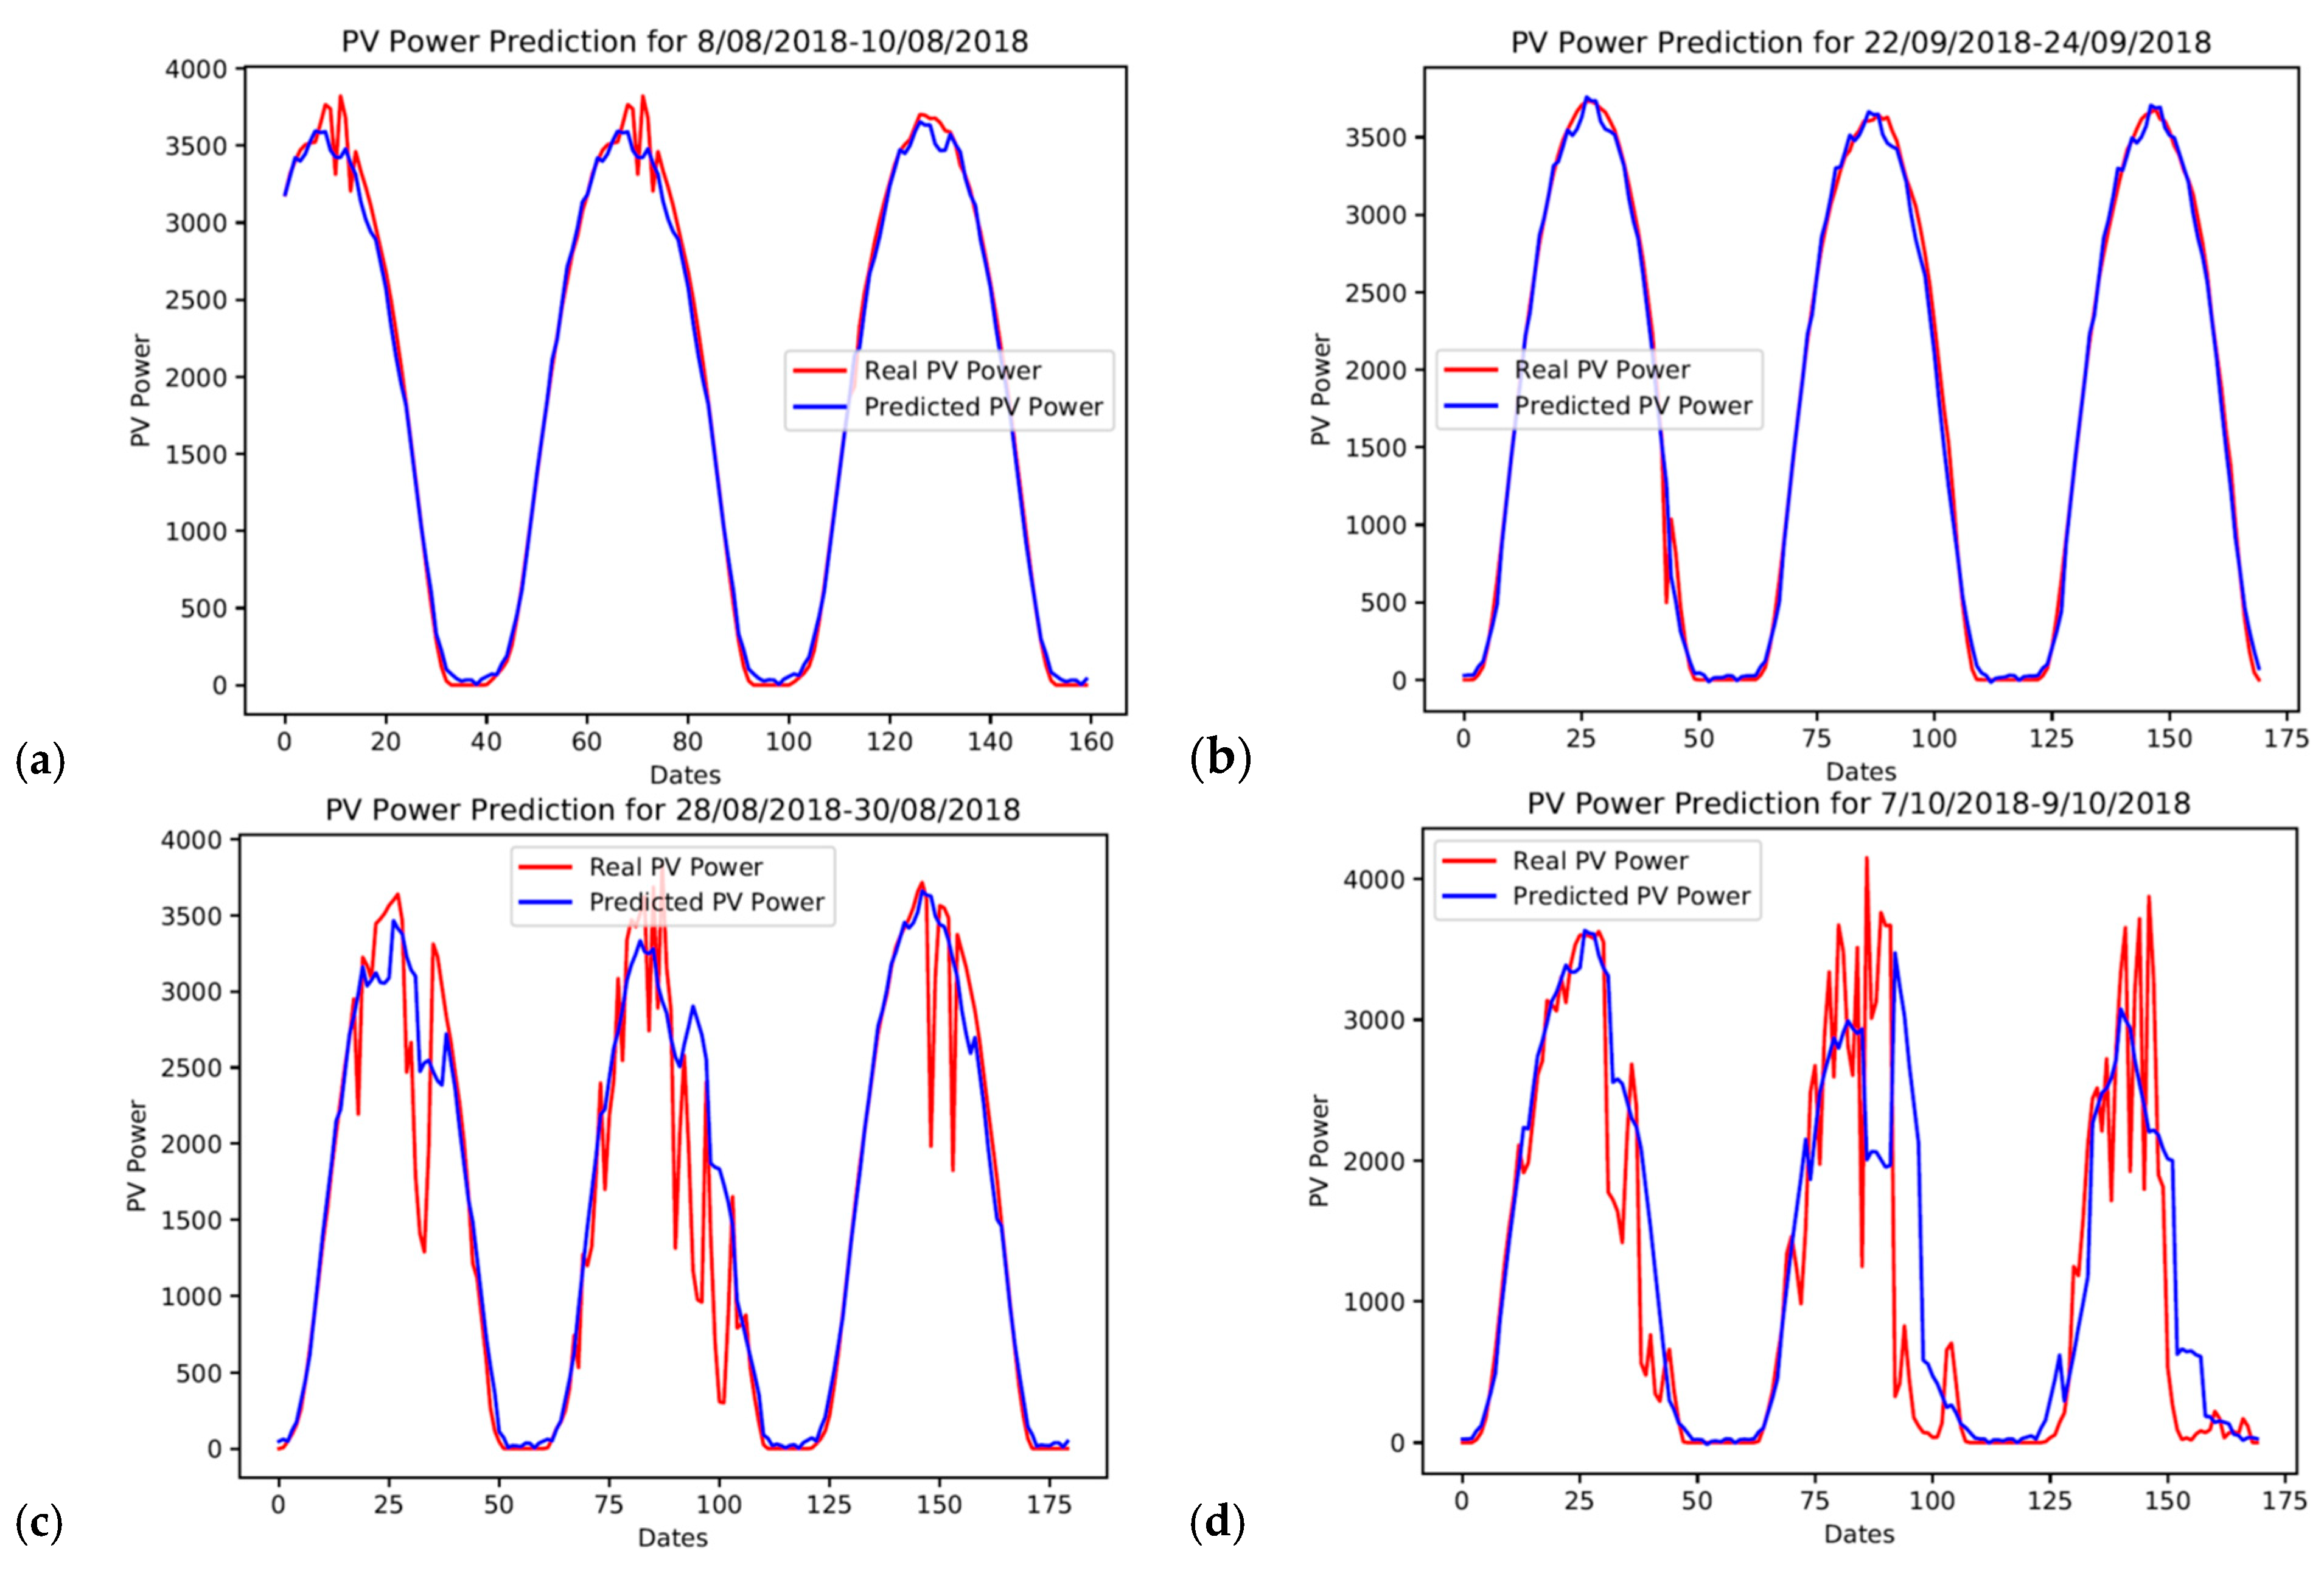 PV Power Prediction for 8/08/2018-10/08/2018
4000
3500
3000
2500
2000
1500
1000
500
0
PV Power
Real PV Power
Predicted PV Power
0 20 40 60 80 100 120 140 160
Dates
(a)
PV Power Prediction for 22/09/2018-24/09/2018
3500
3000
2500
2000
1500
1000
500
0
PV Power
Real PV Power
Predicted PV Power
0 25 50 75 100 125 150 175
Dates
(b)
PV Power Prediction for 28/08/2018-30/08/2018
4000
3500
3000
2500
2000
1500
1000
500
0
PV Power
Real PV Power
Predicted PV Power
0 25 50 75 100 125 150 175
Dates
(c)
PV Power Prediction for 7/10/2018-9/10/2018
4000
3000
2000
1000
0
PV Power
Real PV Power
Predicted PV Power
0 25 50 75 100 125 150 175
Dates
(d)